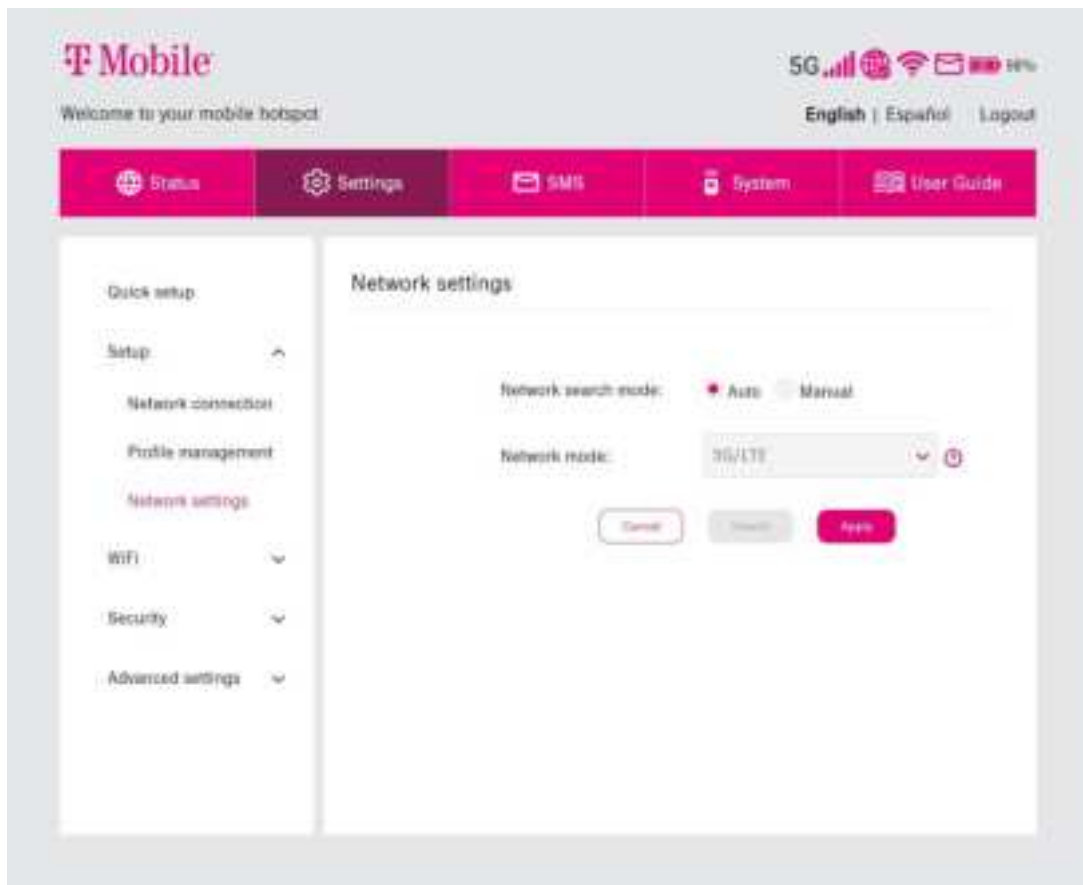 T Mobile
5G 98%
Welcome to your mobile hotspot
English | Español Logout
Status
Settings
SMS
System
User Guide
Quick setup
Setup
Network connection
Profile management
Network settings
WiFi
Security
Advanced settings
Network settings
Network search mode: Auto Manual
Network mode: 5G/LTE
Cancel Search Apply